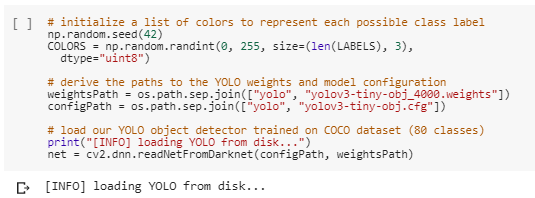 [ ] # initialize a list of colors to represent each possible class label
np.random.seed(42)
COLORS = np.random.randint(0, 255, size=(len(LABELS), 3),
dtype="uint8")
# derive the paths to the YOLO weights and model configuration
weightsPath = os.path.sep.join(["yolo", "yolov3-tiny-obj_4000.weights"])
configPath = os.path.sep.join(["yolo", "yolov3-tiny-obj.cfg"])
# load our YOLO object detector trained on COCO dataset (80 classes)
print("[INFO] loading YOLO from disk...")
net = cv2.dnn.readNetFromDarknet(configPath, weightsPath)
[INFO] loading YOLO from disk...